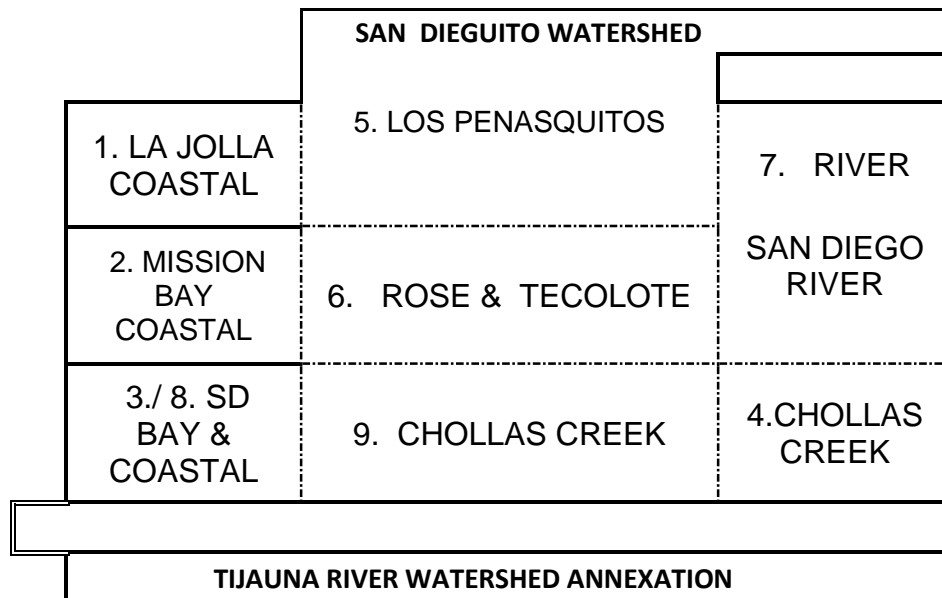 SAN DIEGUITO WATERSHED
5. LOS PENASQUITOS
1. LA JOLLA
COASTAL
7. RIVER
SAN DIEGO
RIVER
2. MISSION
BAY
COASTAL
6. ROSE & TECOLOTE
3./ 8. SD
BAY &
COASTAL
9. CHOLLAS CREEK
4.CHOLLAS
CREEK
TIJAUNA RIVER WATERSHED ANNEXATION